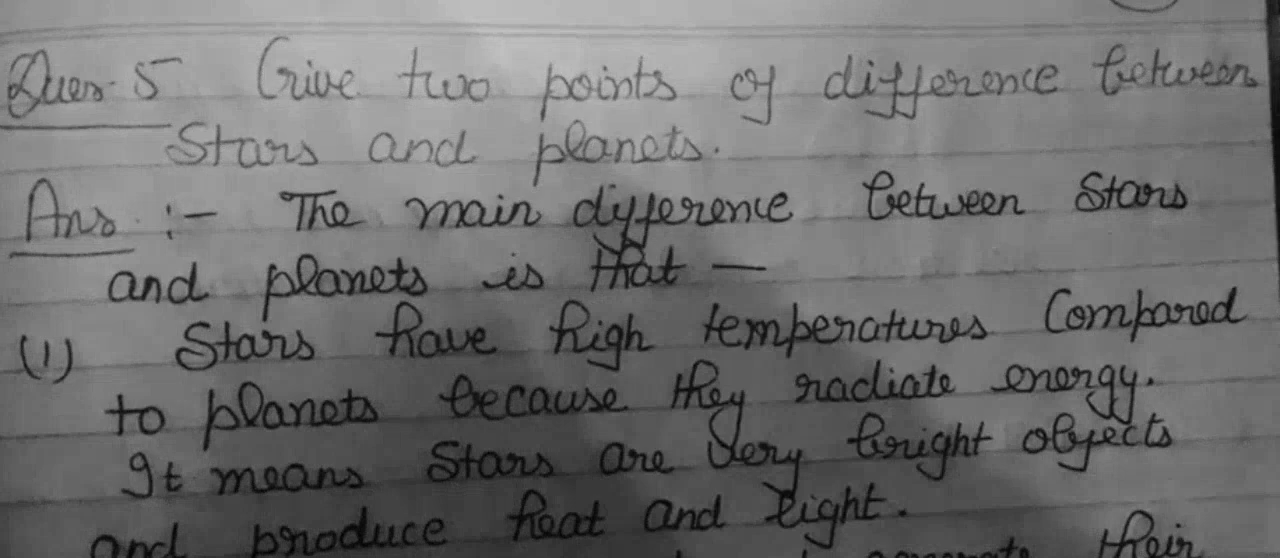 Ques-5 Give two points of difference between
Stars and planets.
Ans :- The main difference between Stars
and planets is that —
(1) Stars have high temperatures Compared
to planets because they radiate energy.
It means Stars are Very bright objects
and produce heat and light.
their